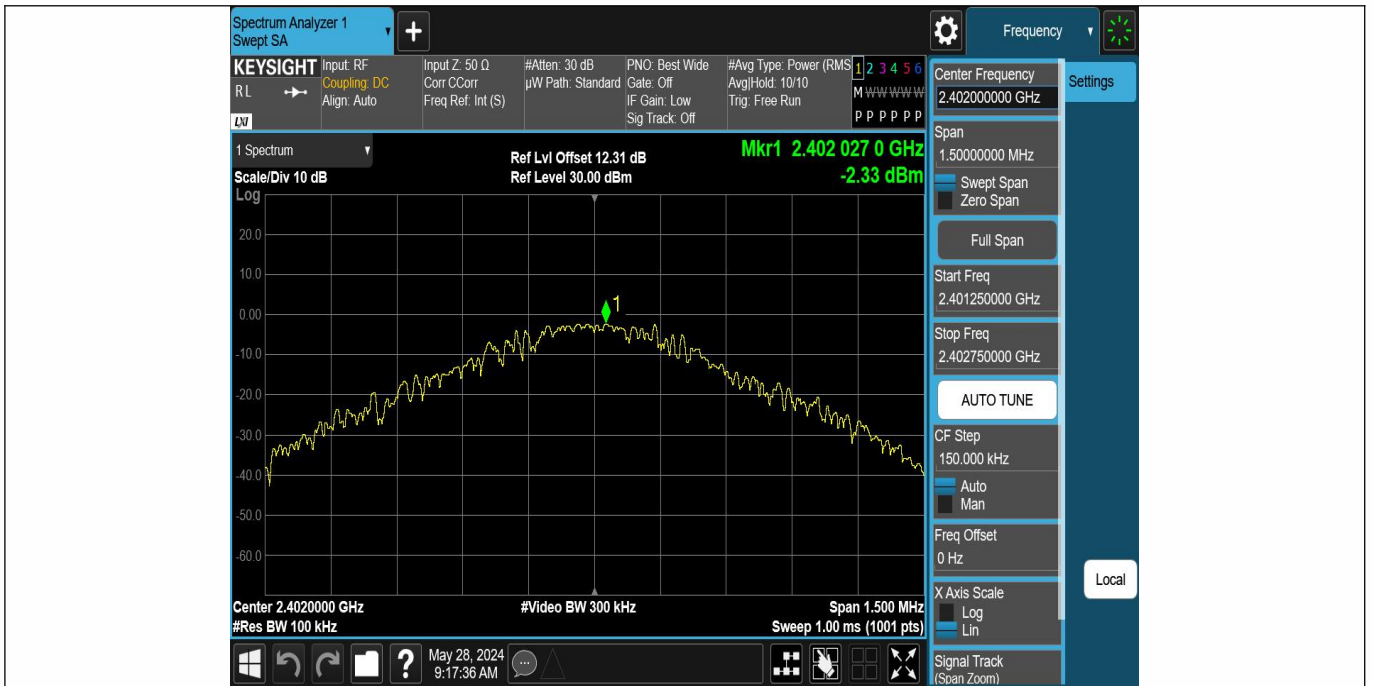 Spectrum Analyzer 1
Swept SA
+
Frequency
KEYSIGHT
RL
LXI
Input: RF
Coupling: DC
Align: Auto
Input Z: 50 Ω
Corr CCorr
Freq Ref: Int (S)
#Atten: 30 dB
µW Path: Standard
PNO: Best Wide
Gate: Off
IF Gain: Low
Sig Track: Off
#Avg Type: Power (RMS
Avg|Hold: 10/10
Trig: Free Run
1 2 3 4 5 6
M W W W W W
P P P P P P
1 Spectrum
Scale/Div 10 dB
Log
Ref Lvl Offset 12.31 dB
Ref Level 30.00 dBm
Mkr1 2.402 027 0 GHz
-2.33 dBm
20.0
10.0
0.00
-10.0
-20.0
-30.0
-40.0
-50.0
-60.0
1
Center 2.4020000 GHz
#Res BW 100 kHz
#Video BW 300 kHz
Span 1.500 MHz
Sweep 1.00 ms (1001 pts)
Center Frequency
2.402000000 GHz
Settings
Span
1.50000000 MHz
Swept Span
Zero Span
Full Span
Start Freq
2.401250000 GHz
Stop Freq
2.402750000 GHz
AUTO TUNE
CF Step
150.000 kHz
Auto
Man
Freq Offset
0 Hz
Local
X Axis Scale
Log
Lin
Signal Track
(Span Zoom)
?
May 28, 2024
9:17:36 AM